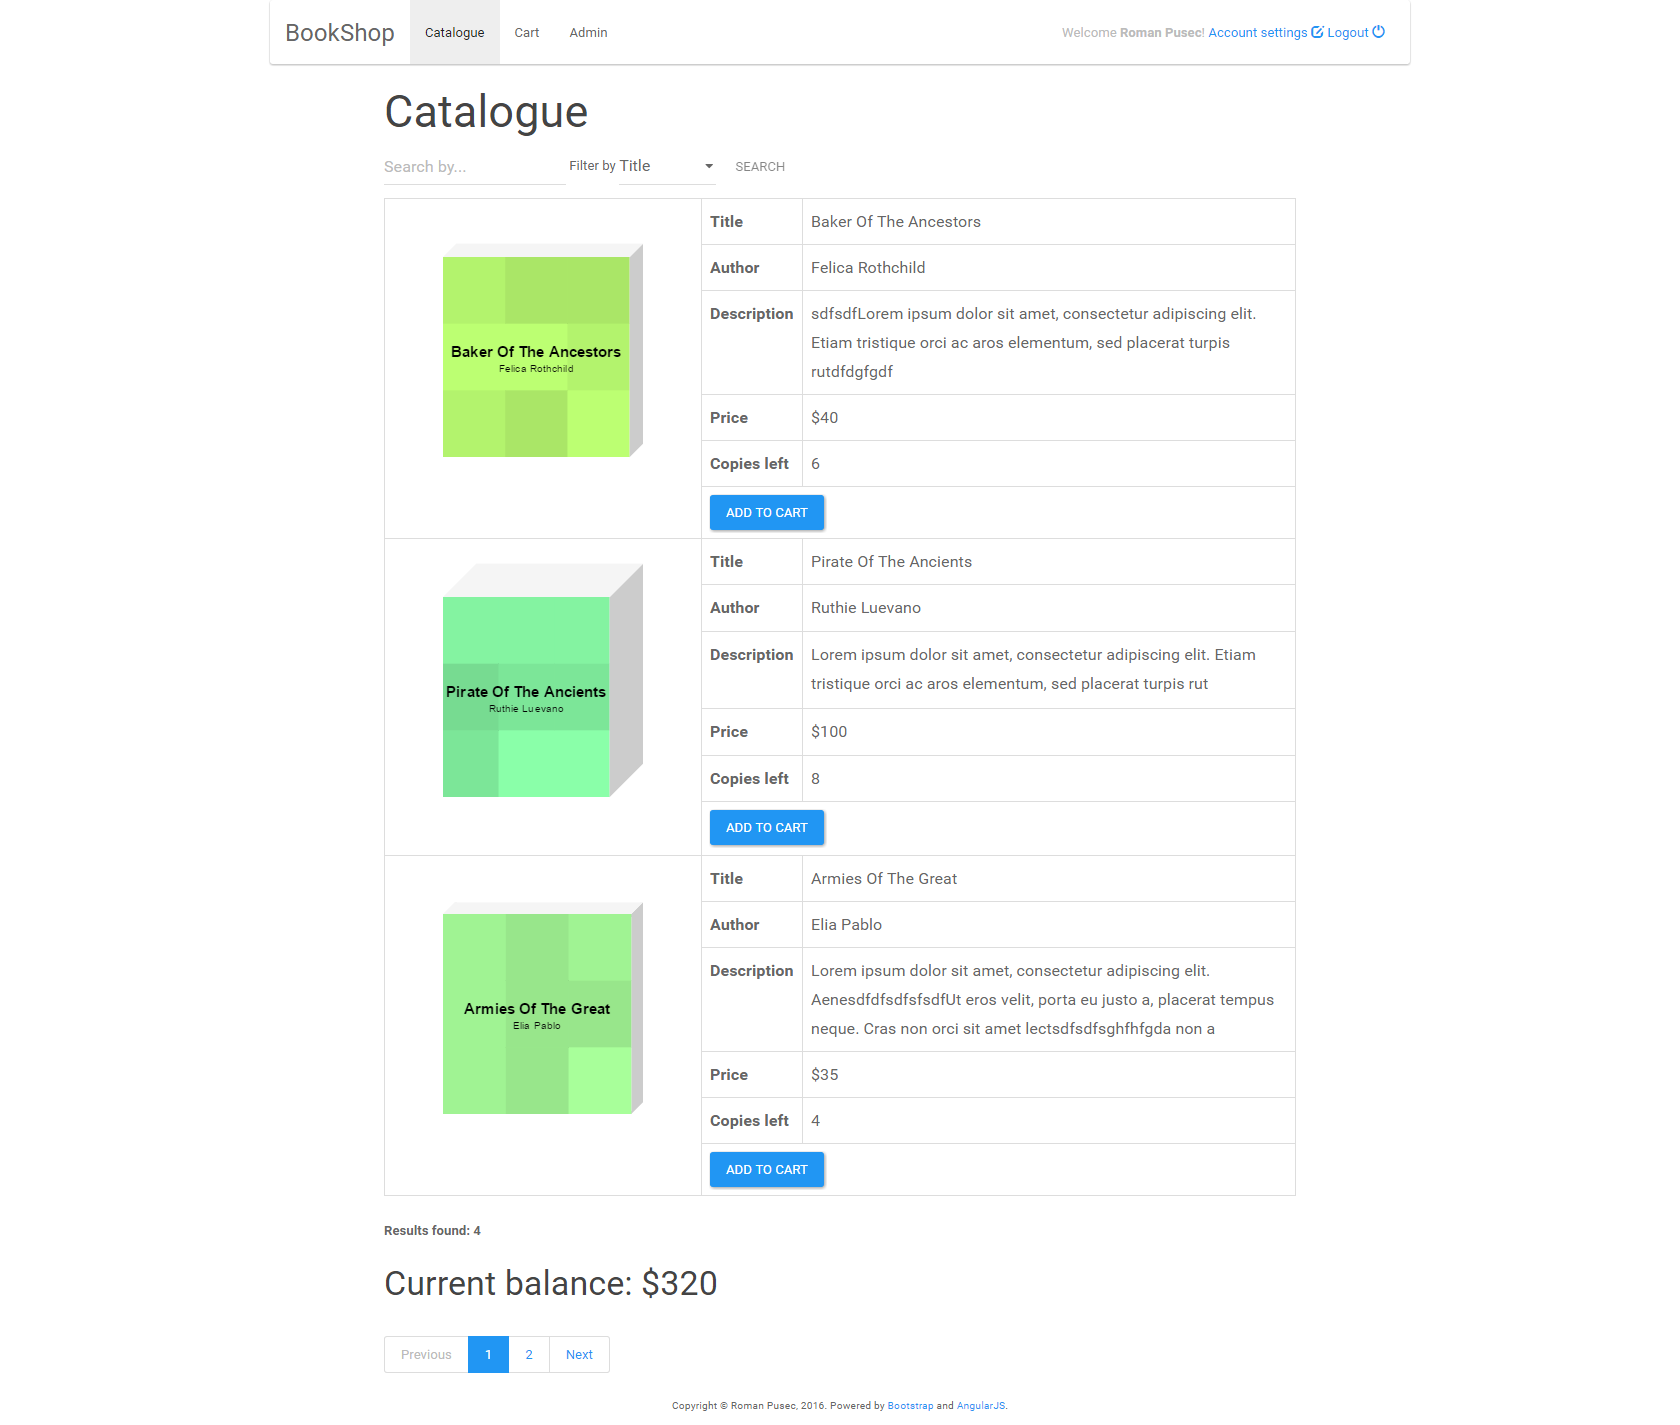 BookShop Catalogue Cart Admin Welcome Roman Pusec! Account settings Logout
Catalogue
Search by... Filter by Title SEARCH
Baker Of The Ancestors
Felica Rothchild
Title Baker Of The Ancestors
Author Felica Rothchild
Description sdfsdfLorem ipsum dolor sit amet, consectetur adipiscing elit.
Etiam tristique orci ac aros elementum, sed placerat turpis
rutdfdgfgdf
Price $40
Copies left 6
ADD TO CART
Pirate Of The Ancients
Ruthie Luevano
Title Pirate Of The Ancients
Author Ruthie Luevano
Description Lorem ipsum dolor sit amet, consectetur adipiscing elit. Etiam
tristique orci ac aros elementum, sed placerat turpis rut
Price $100
Copies left 8
ADD TO CART
Armies Of The Great
Elia Pablo
Title Armies Of The Great
Author Elia Pablo
Description Lorem ipsum dolor sit amet, consectetur adipiscing elit.
AenesdfdfsdfsfsdfUt eros velit, porta eu justo a, placerat tempus
neque. Cras non orci sit amet lectsdfsdfsghfhfgda non a
Price $35
Copies left 4
ADD TO CART
Results found: 4
Current balance: $320
Previous 1 2 Next
Copyright © Roman Pusec, 2016. Powered by Bootstrap and AngularJS.